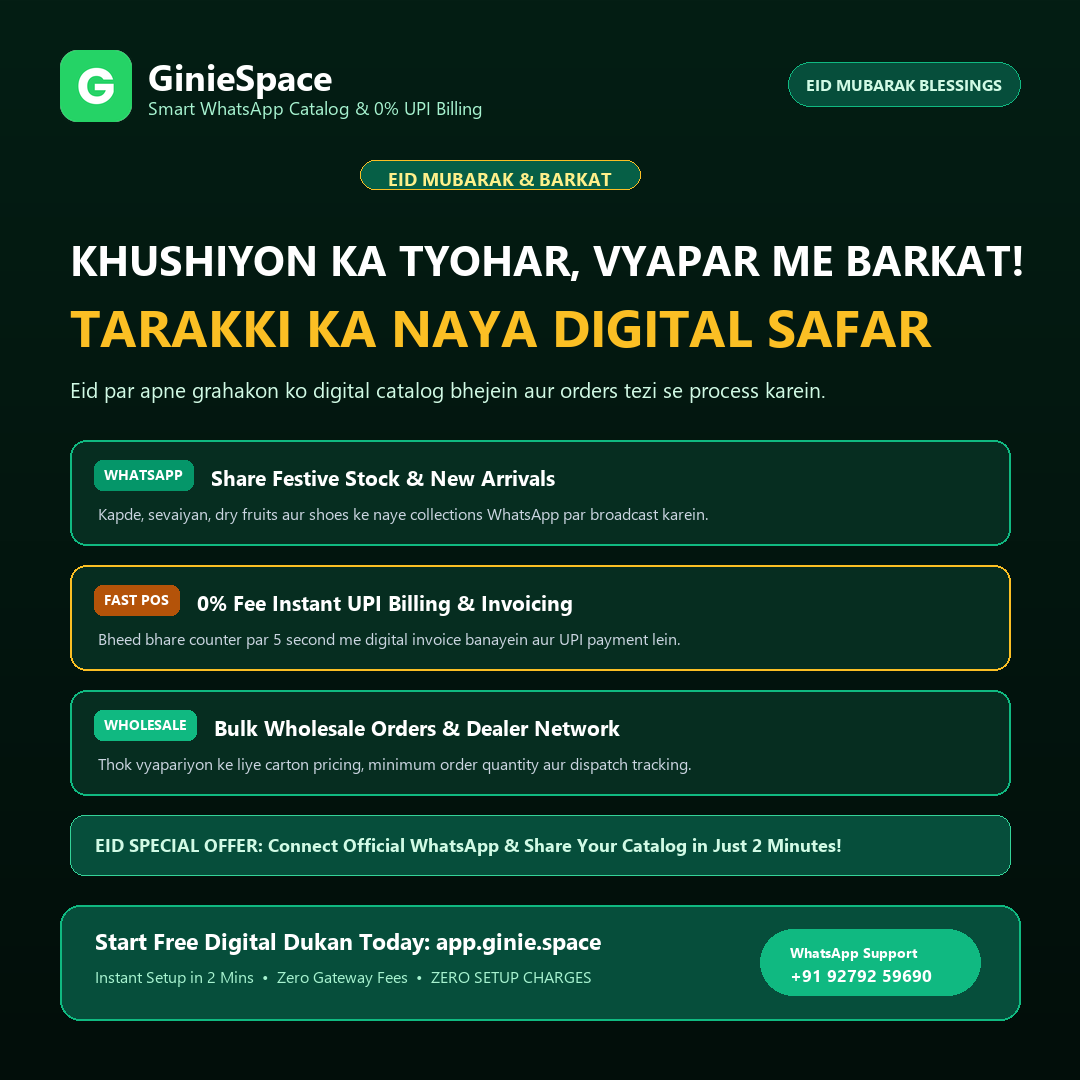 G
GinieSpace
Smart WhatsApp Catalog & 0% UPI Billing
EID MUBARAK BLESSINGS
EID MUBARAK & BARKAT
KHUSHIYON KA TYOHAR, VYAPAR ME BARKAT!
TARAKKI KA NAYA DIGITAL SAFAR
Eid par apne grahakon ko digital catalog bhejein aur orders tezi se process karein.
WHATSAPP
Share Festive Stock & New Arrivals
Kapde, sevaiyan, dry fruits aur shoes ke naye collections WhatsApp par broadcast karein.
FAST POS
0% Fee Instant UPI Billing & Invoicing
Bheed bhare counter par 5 second me digital invoice banayein aur UPI payment lein.
WHOLESALE
Bulk Wholesale Orders & Dealer Network
Thok vyapariyon ke liye carton pricing, minimum order quantity aur dispatch tracking.
EID SPECIAL OFFER: Connect Official WhatsApp & Share Your Catalog in Just 2 Minutes!
Start Free Digital Dukan Today: app.ginie.space
Instant Setup in 2 Mins • Zero Gateway Fees • ZERO SETUP CHARGES
WhatsApp Support
+91 92792 59690